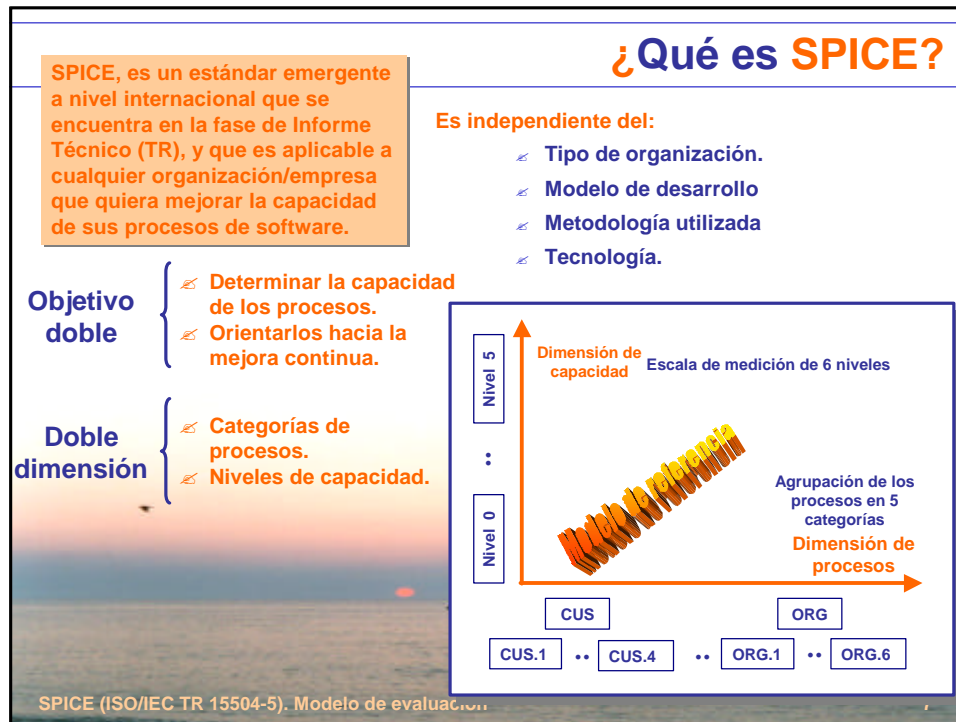 ¿Qué es SPICE?
SPICE, es un estándar emergente
a nivel internacional que se
encuentra en la fase de Informe
Técnico (TR), y que es aplicable a
cualquier organización/empresa
que quiera mejorar la capacidad
de sus procesos de software.
Es independiente del:
Tipo de organización.
Modelo de desarrollo
Metodología utilizada
Tecnología.
Objetivo
doble
Determinar la capacidad
de los procesos.
Orientarlos hacia la
mejora continua.
Doble
dimensión
Categorías de
procesos.
Niveles de capacidad.
Nivel 5
Dimensión de
capacidad
Escala de medición de 6 niveles
Modelo de referencia
Nivel 0
Agrupación de los
procesos en 5
categorías
Dimensión de
procesos
CUS
ORG
CUS.1 •• CUS.4 •• ORG.1 •• ORG.6
SPICE (ISO/IEC TR 15504-5). Modelo de evaluación